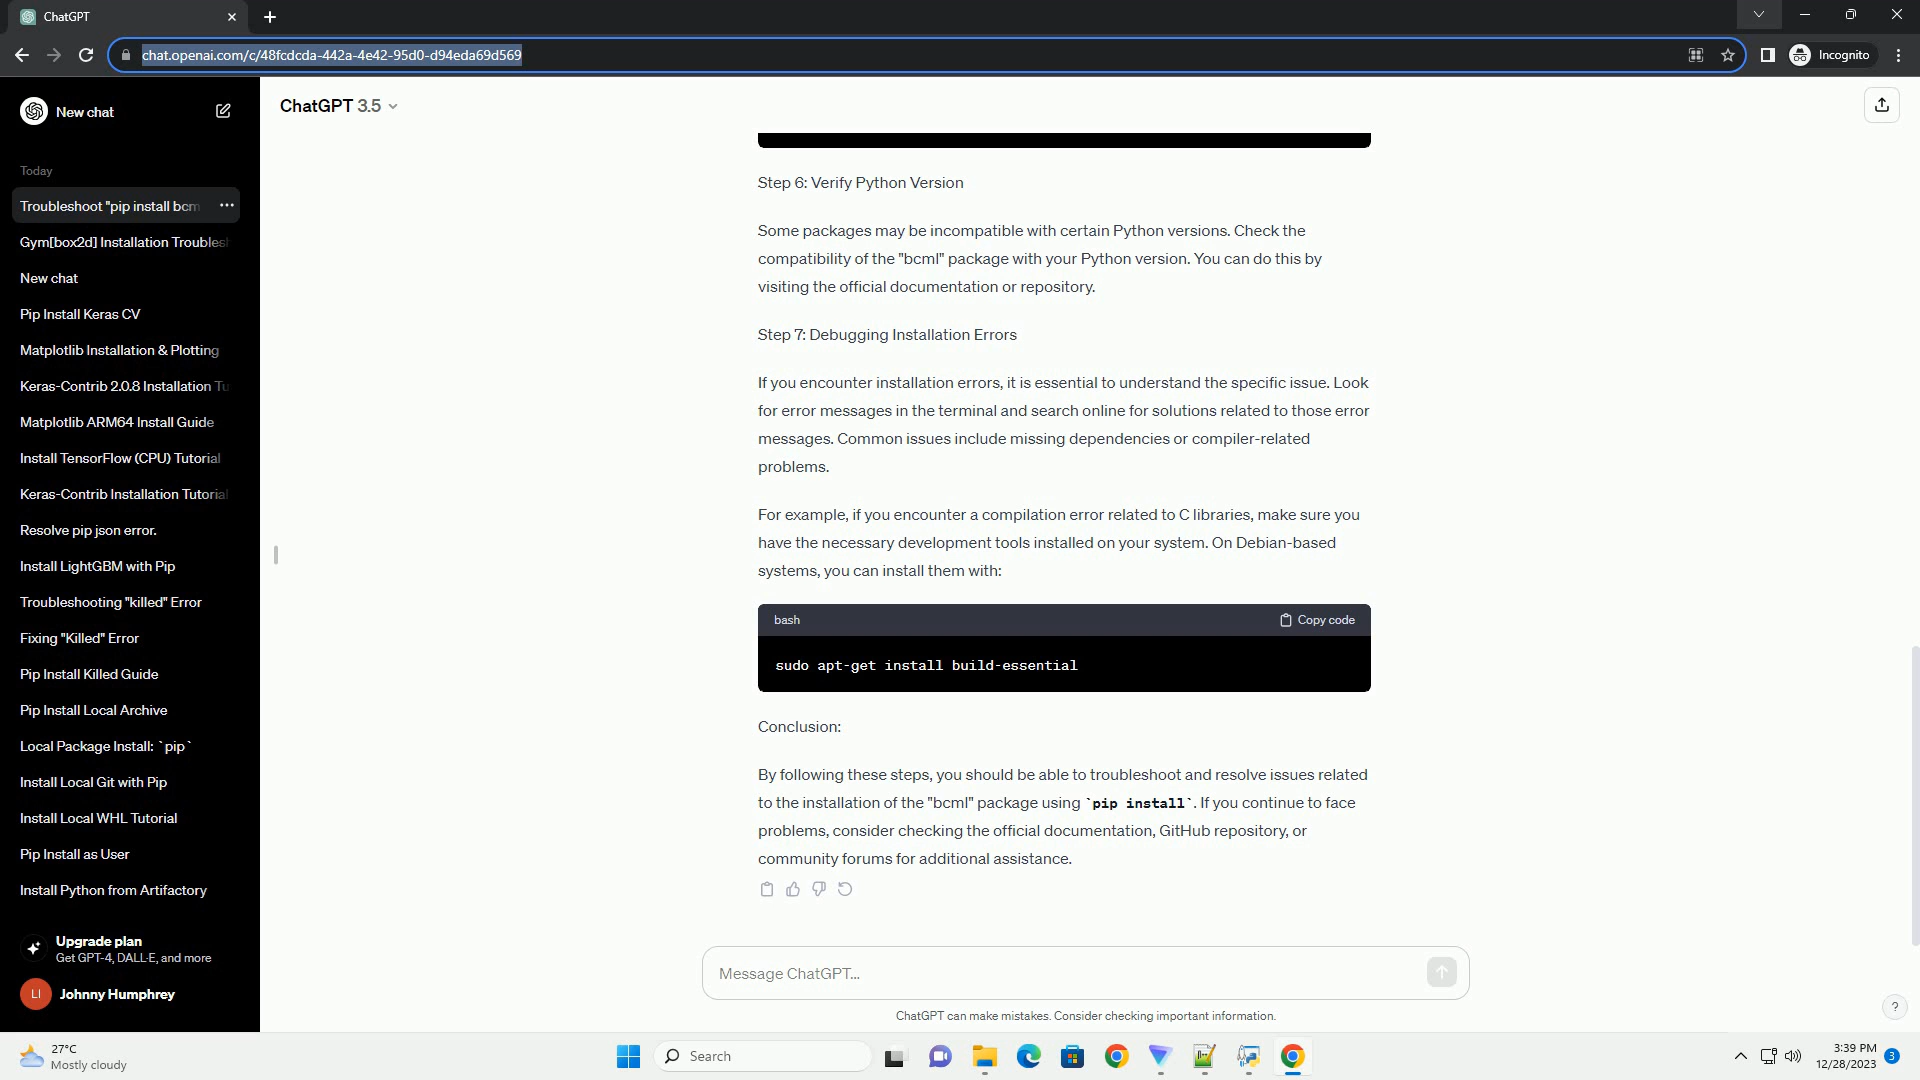 ChatGPT
chat.openai.com/c/48fcdcda-442a-4e42-95d0-d94eda69d569
Incognito
New chat
ChatGPT 3.5
Today
Troubleshoot "pip install bcm
Gym[box2d] Installation Troubles
New chat
Pip Install Keras CV
Matplotlib Installation & Plotting
Keras-Contrib 2.0.8 Installation Tu
Matplotlib ARM64 Install Guide
Install TensorFlow (CPU) Tutorial
Keras-Contrib Installation Tutorial
Resolve pip json error.
Install LightGBM with Pip
Troubleshooting "killed" Error
Fixing "Killed" Error
Pip Install Killed Guide
Pip Install Local Archive
Local Package Install: `pip`
Install Local Git with Pip
Install Local WHL Tutorial
Pip Install as User
Install Python from Artifactory
Upgrade plan
Get GPT-4, DALL·E, and more
LI
Johnny Humphrey
Step 6: Verify Python Version
Some packages may be incompatible with certain Python versions. Check the
compatibility of the "bcml" package with your Python version. You can do this by
visiting the official documentation or repository.
Step 7: Debugging Installation Errors
If you encounter installation errors, it is essential to understand the specific issue. Look
for error messages in the terminal and search online for solutions related to those error
messages. Common issues include missing dependencies or compiler-related
problems.
For example, if you encounter a compilation error related to C libraries, make sure you
have the necessary development tools installed on your system. On Debian-based
systems, you can install them with:
bash
Copy code
sudo apt-get install build-essential
Conclusion:
By following these steps, you should be able to troubleshoot and resolve issues related
to the installation of the "bcml" package using `pip install`. If you continue to face
problems, consider checking the official documentation, GitHub repository, or
community forums for additional assistance.
Message ChatGPT...
ChatGPT can make mistakes. Consider checking important information.
?
27°C
Mostly cloudy
Search
3:39 PM
12/28/2023
3